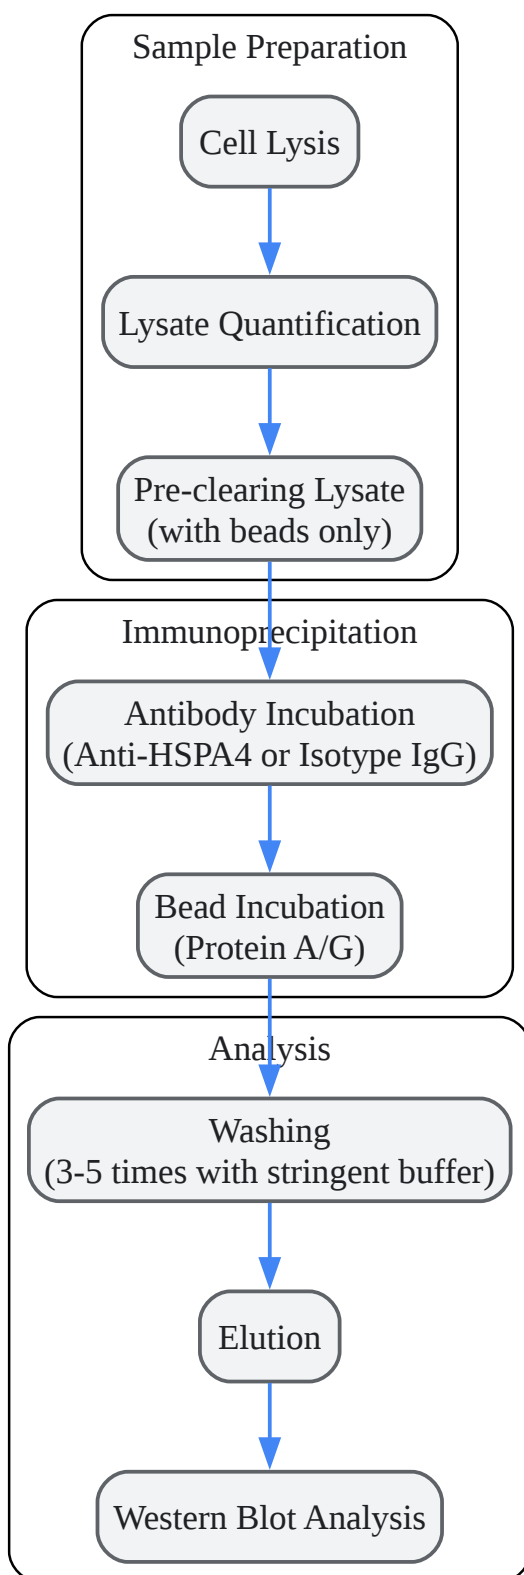 Sample Preparation
Cell Lysis
Lysate Quantification
Pre-clearing Lysate
(with beads only)
Immunoprecipitation
Antibody Incubation
(Anti-HSPA4 or Isotype IgG)
Bead Incubation
(Protein A/G)
Analysis
Washing
(3-5 times with stringent buffer)
Elution
Western Blot Analysis